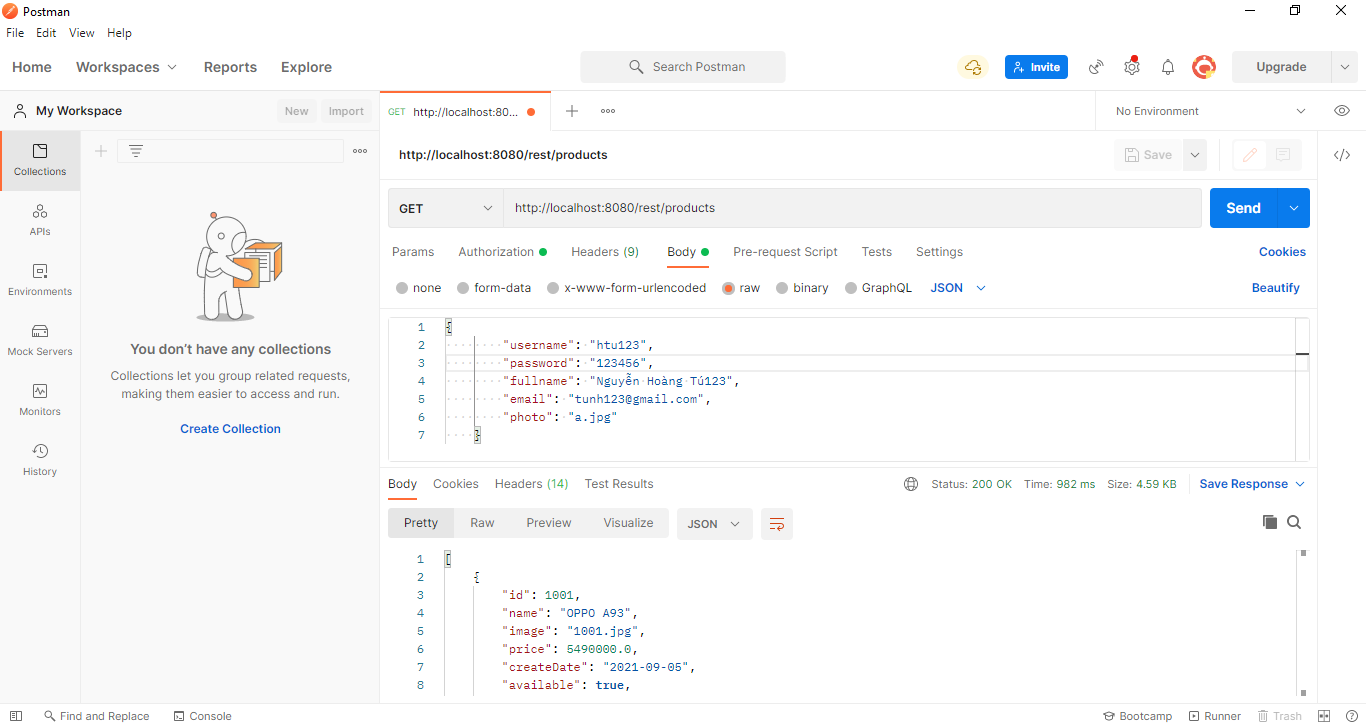 Postman
File Edit View Help
Home Workspaces Reports Explore Search Postman Invite Upgrade
My Workspace New Import GET http://localhost:80... No Environment
Collections
APIs
Environments
Mock Servers
Monitors
History
You don't have any collections
Collections let you group related requests,
making them easier to access and run.
Create Collection
http://localhost:8080/rest/products Save
GET http://localhost:8080/rest/products Send
Params Authorization Headers (9) Body Pre-request Script Tests Settings Cookies
none form-data x-www-form-urlencoded raw binary GraphQL JSON Beautify
1 {
2 "username": "htu123",
3 "password": "123456",
4 "fullname": "Nguyễn Hoàng Tú123",
5 "email": "tunh123@gmail.com",
6 "photo": "a.jpg"
7 }
Body Cookies Headers (14) Test Results Status: 200 OK Time: 982 ms Size: 4.59 KB Save Response
Pretty Raw Preview Visualize JSON
1 [
2 {
3 "id": 1001,
4 "name": "OPPO A93",
5 "image": "1001.jpg",
6 "price": 5490000.0,
7 "createDate": "2021-09-05",
8 "available": true,
Find and Replace Console Bootcamp Runner Trash